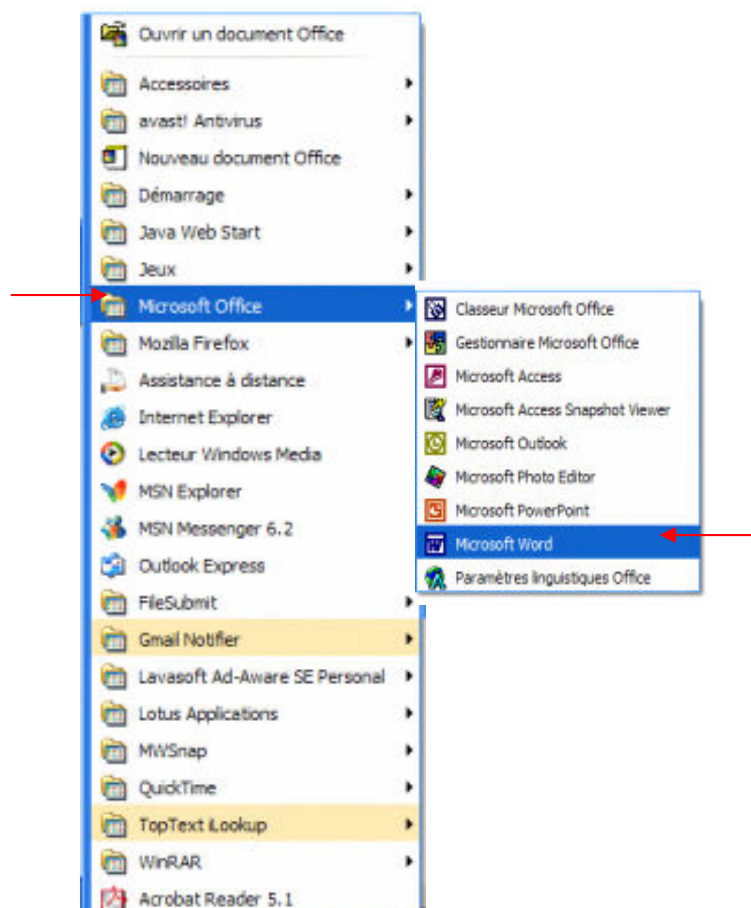 Ouvrir un document Office
Accessoires
avast! Antivirus
Nouveau document Office
Démarrage
Java Web Start
Jeux
Microsoft Office
Mozilla Firefox
Assistance à distance
Internet Explorer
Lecteur Windows Media
MSN Explorer
MSN Messenger 6.2
Outlook Express
FileSubmit
Gmail Notifier
Lavasoft Ad-Aware SE Personal
Lotus Applications
MWSnap
QuickTime
TopText iLookup
WinRAR
Acrobat Reader 5.1
Classeur Microsoft Office
Gestionnaire Microsoft Office
Microsoft Access
Microsoft Access Snapshot Viewer
Microsoft Outlook
Microsoft Photo Editor
Microsoft PowerPoint
Microsoft Word
Paramètres linguistiques Office